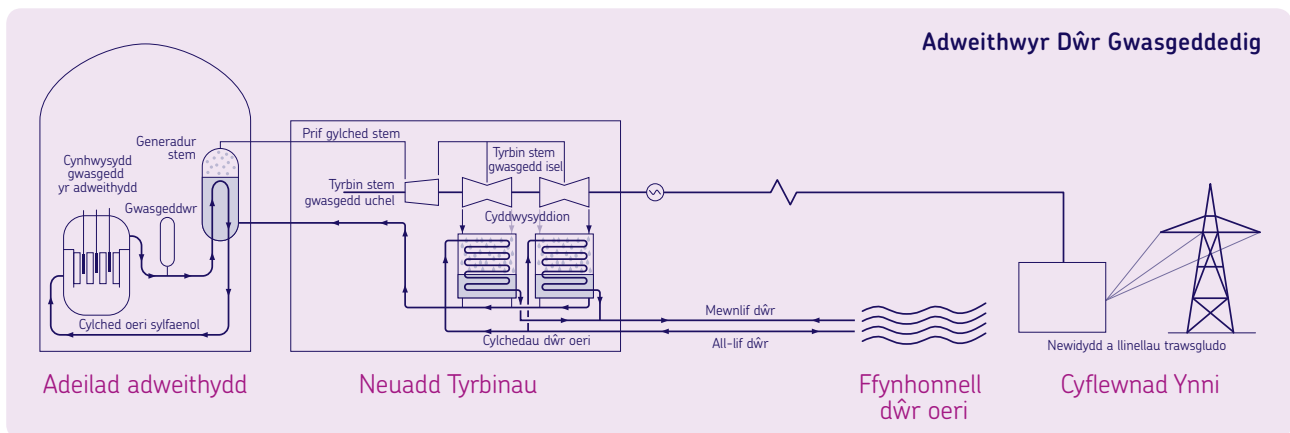 Adweithwyr Dŵr Gwasgeddedig
Generadur
stem
Cynhwysydd
gwasgedd
yr adweithydd
Gwasgeddwr
Cylched oeri sylfaenol
Prif gylched stem
Tyrbin stem
gwasgedd uchel
Tyrbin stem
gwasgedd isel
Cyddwysyddion
Cylchedau dŵr oeri
Mewnlif dŵr
All-lif dŵr
Newidydd a llinellau trawsgludo
Adeilad adweithydd
Neuadd Tyrbinau
Ffynhonnell
dŵr oeri
Cyflewnad Ynni